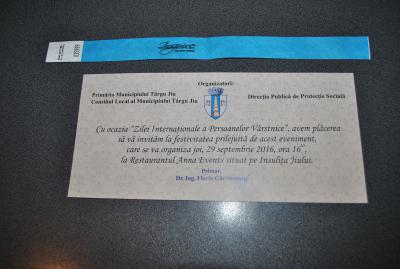 03999
Organizatori:
Primăria Municipiului Târgu Jiu
Consiliul Local al Municipiului Târgu Jiu
Direcția Publică de Protecție Socială
Cu ocazia "Zilei Internaționale a Persoanelor Vârstnice", avem plăcerea
să vă invităm la festivitatea prilejuită de acest eveniment,
care se va organiza joi, 29 septembrie 2016, ora 16⁰⁰,
la Restaurantul Anna Events situat pe Insulița Jiului.
Primar,
Dr. Ing. Florin Cârciumaru